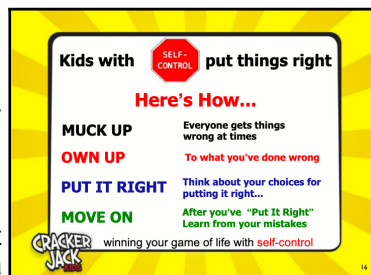 Kids with SELF-CONTROL put things right
Here's How...
MUCK UP Everyone gets things wrong at times
OWN UP To what you've done wrong
PUT IT RIGHT Think about your choices for putting it right...
MOVE ON After you've "Put It Right" Learn from your mistakes
CRACKER JACK KIDS
winning your game of life with self-control
16